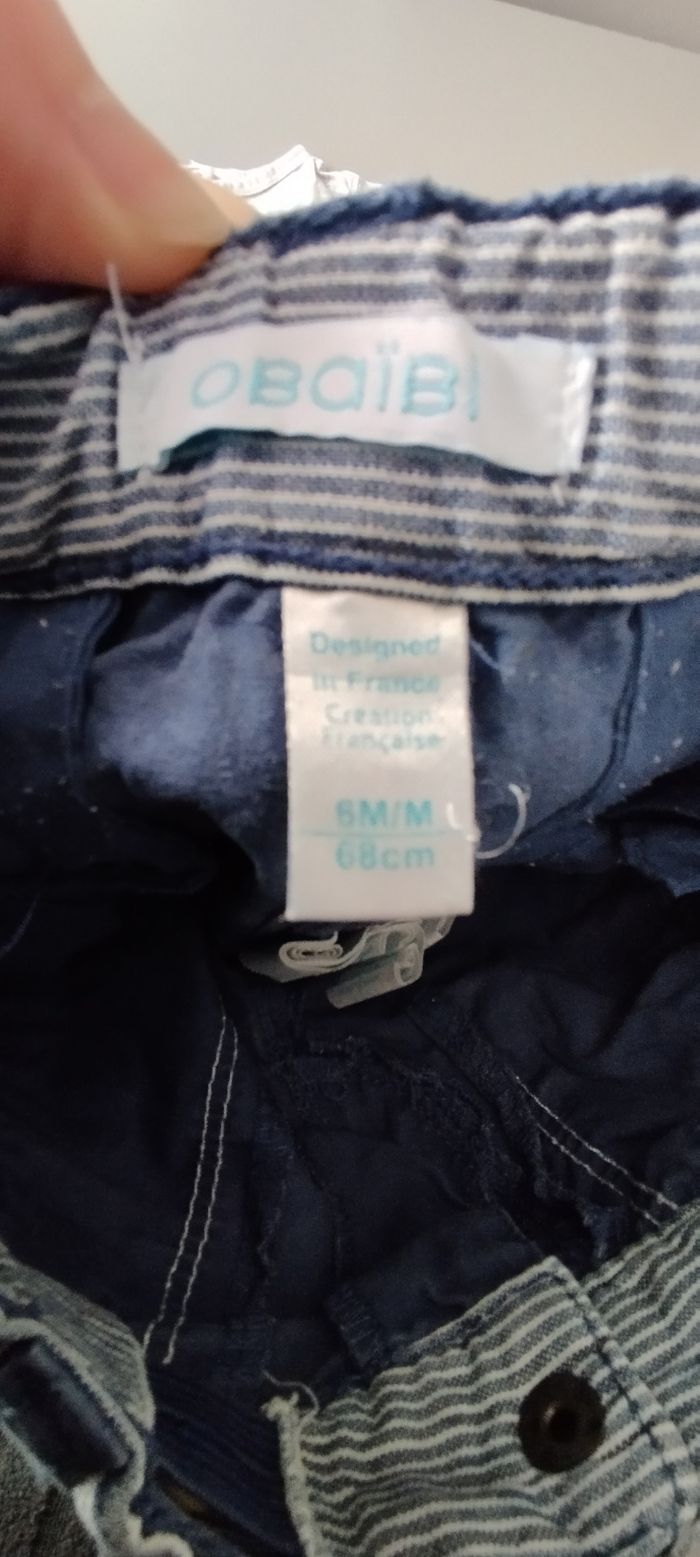 OBaïBI
Designed
in France
Création
Française
6M/M
68cm